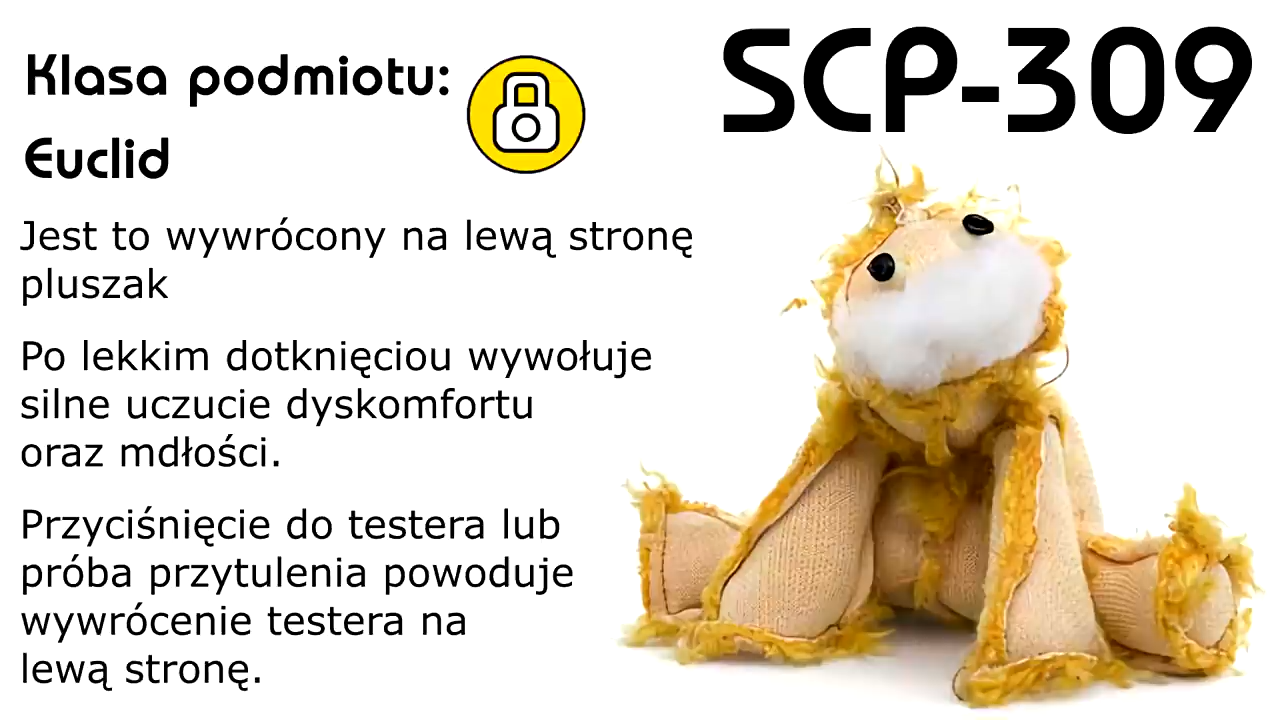 Klasa podmiotu:
Euclid
SCP-309
Jest to wywrócony na lewą stronę
pluszak
Po lekkim dotknięciou wywołuje
silne uczucie dyskomfortu
oraz mdłości.
Przyciśnięcie do testera lub
próba przytulenia powoduje
wywrócenie testera na
lewą stronę.